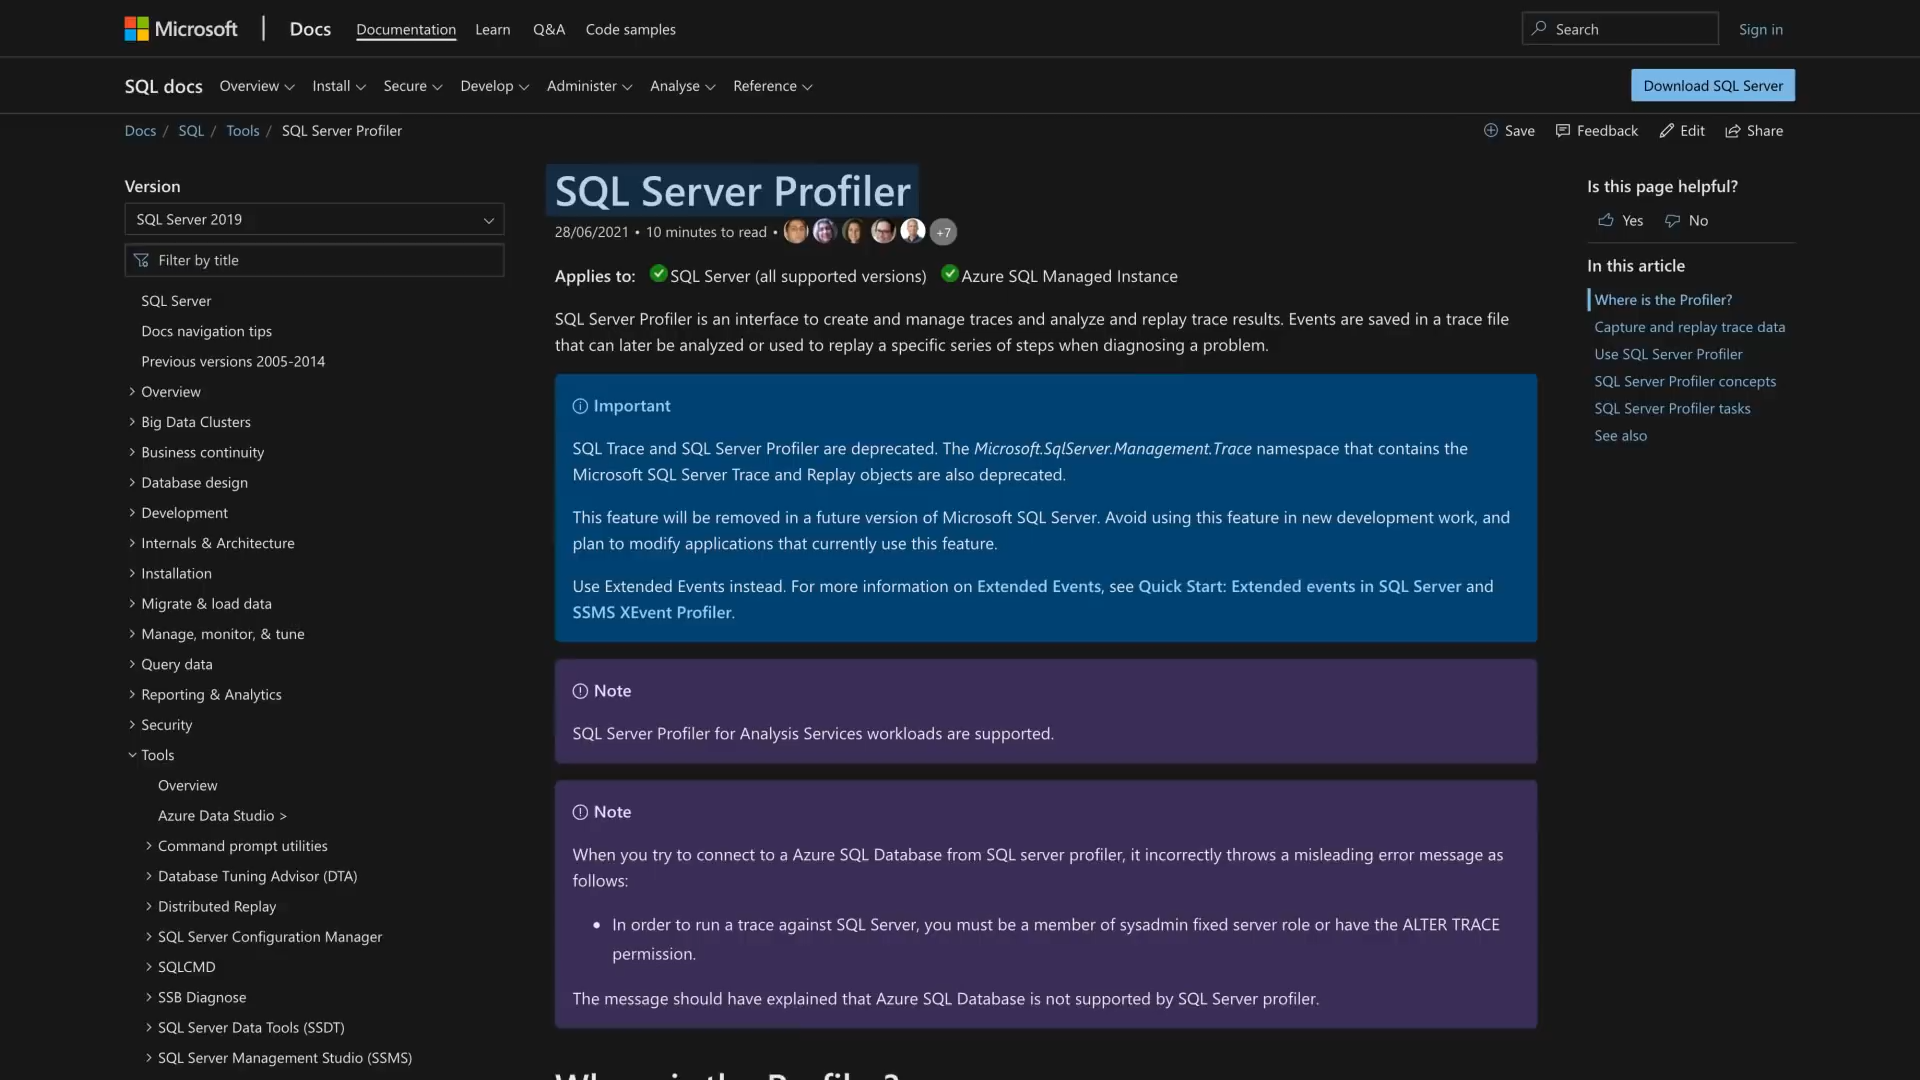 Microsoft Docs Documentation Learn Q&A Code samples Search Sign in
SQL docs Overview Install Secure Develop Administer Analyse Reference Download SQL Server
Docs / SQL / Tools / SQL Server Profiler Save Feedback Edit Share
Version
SQL Server 2019
Filter by title
SQL Server
Docs navigation tips
Previous versions 2005-2014
Overview
Big Data Clusters
Business continuity
Database design
Development
Internals & Architecture
Installation
Migrate & load data
Manage, monitor, & tune
Query data
Reporting & Analytics
Security
Tools
Overview
Azure Data Studio >
Command prompt utilities
Database Tuning Advisor (DTA)
Distributed Replay
SQL Server Configuration Manager
SQLCMD
SSB Diagnose
SQL Server Data Tools (SSDT)
SQL Server Management Studio (SSMS)
SQL Server Profiler
28/06/2021 • 10 minutes to read • +7
Applies to: SQL Server (all supported versions) Azure SQL Managed Instance
SQL Server Profiler is an interface to create and manage traces and analyze and replay trace results. Events are saved in a trace file
that can later be analyzed or used to replay a specific series of steps when diagnosing a problem.
Important
SQL Trace and SQL Server Profiler are deprecated. The Microsoft.SqlServer.Management.Trace namespace that contains the
Microsoft SQL Server Trace and Replay objects are also deprecated.
This feature will be removed in a future version of Microsoft SQL Server. Avoid using this feature in new development work, and
plan to modify applications that currently use this feature.
Use Extended Events instead. For more information on Extended Events, see Quick Start: Extended events in SQL Server and
SSMS XEvent Profiler.
Note
SQL Server Profiler for Analysis Services workloads are supported.
Note
When you try to connect to a Azure SQL Database from SQL server profiler, it incorrectly throws a misleading error message as
follows:
• In order to run a trace against SQL Server, you must be a member of sysadmin fixed server role or have the ALTER TRACE
permission.
The message should have explained that Azure SQL Database is not supported by SQL Server profiler.
Where is the Profiler?
Is this page helpful?
Yes No
In this article
Where is the Profiler?
Capture and replay trace data
Use SQL Server Profiler
SQL Server Profiler concepts
SQL Server Profiler tasks
See also